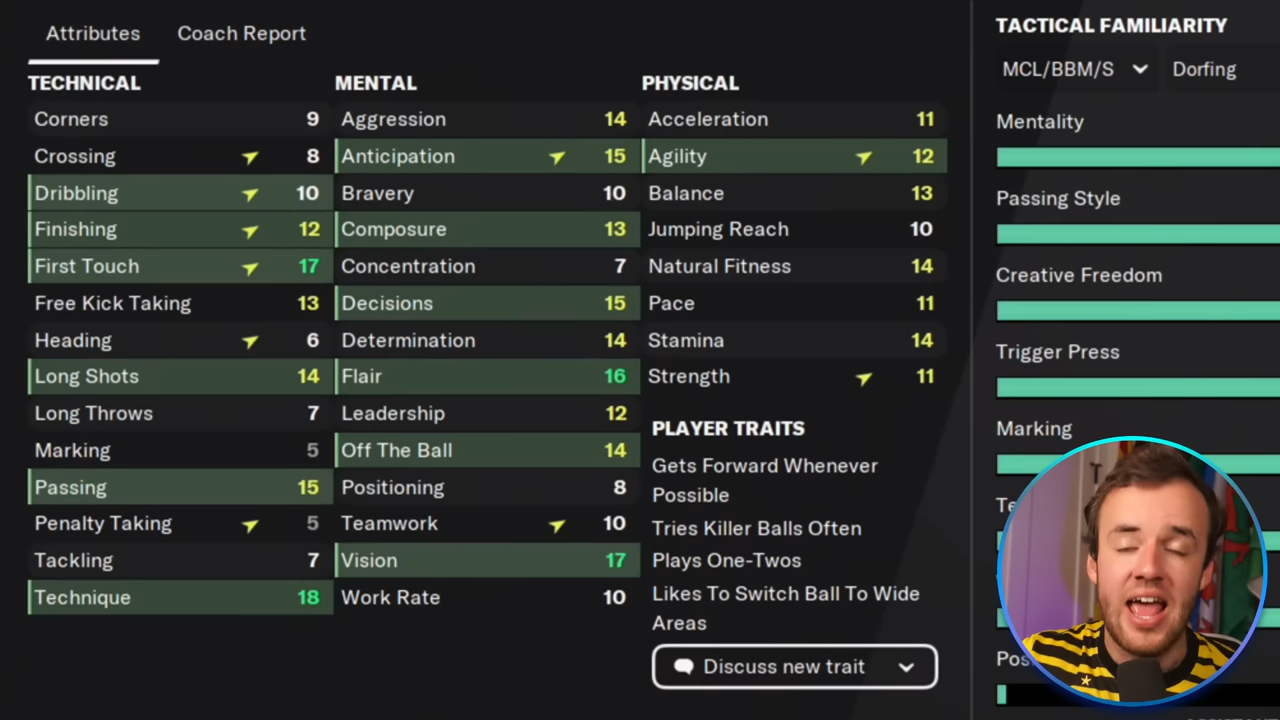 Attributes
Coach Report
TECHNICAL
Corners 9
Crossing 8
Dribbling 10
Finishing 12
First Touch 17
Free Kick Taking 13
Heading 6
Long Shots 14
Long Throws 7
Marking 5
Passing 15
Penalty Taking 5
Tackling 7
Technique 18
MENTAL
Aggression 14
Anticipation 15
Bravery 10
Composure 13
Concentration 7
Decisions 15
Determination 14
Flair 16
Leadership 12
Off The Ball 14
Positioning 8
Teamwork 10
Vision 17
Work Rate 10
PHYSICAL
Acceleration 11
Agility 12
Balance 13
Jumping Reach 10
Natural Fitness 14
Pace 11
Stamina 14
Strength 11
PLAYER TRAITS
Gets Forward Whenever
Possible
Tries Killer Balls Often
Plays One-Twos
Likes To Switch Ball To Wide
Areas
Discuss new trait
TACTICAL FAMILIARITY
MCL/BBM/S
Dorfing
Mentality
Passing Style
Creative Freedom
Trigger Press
Marking